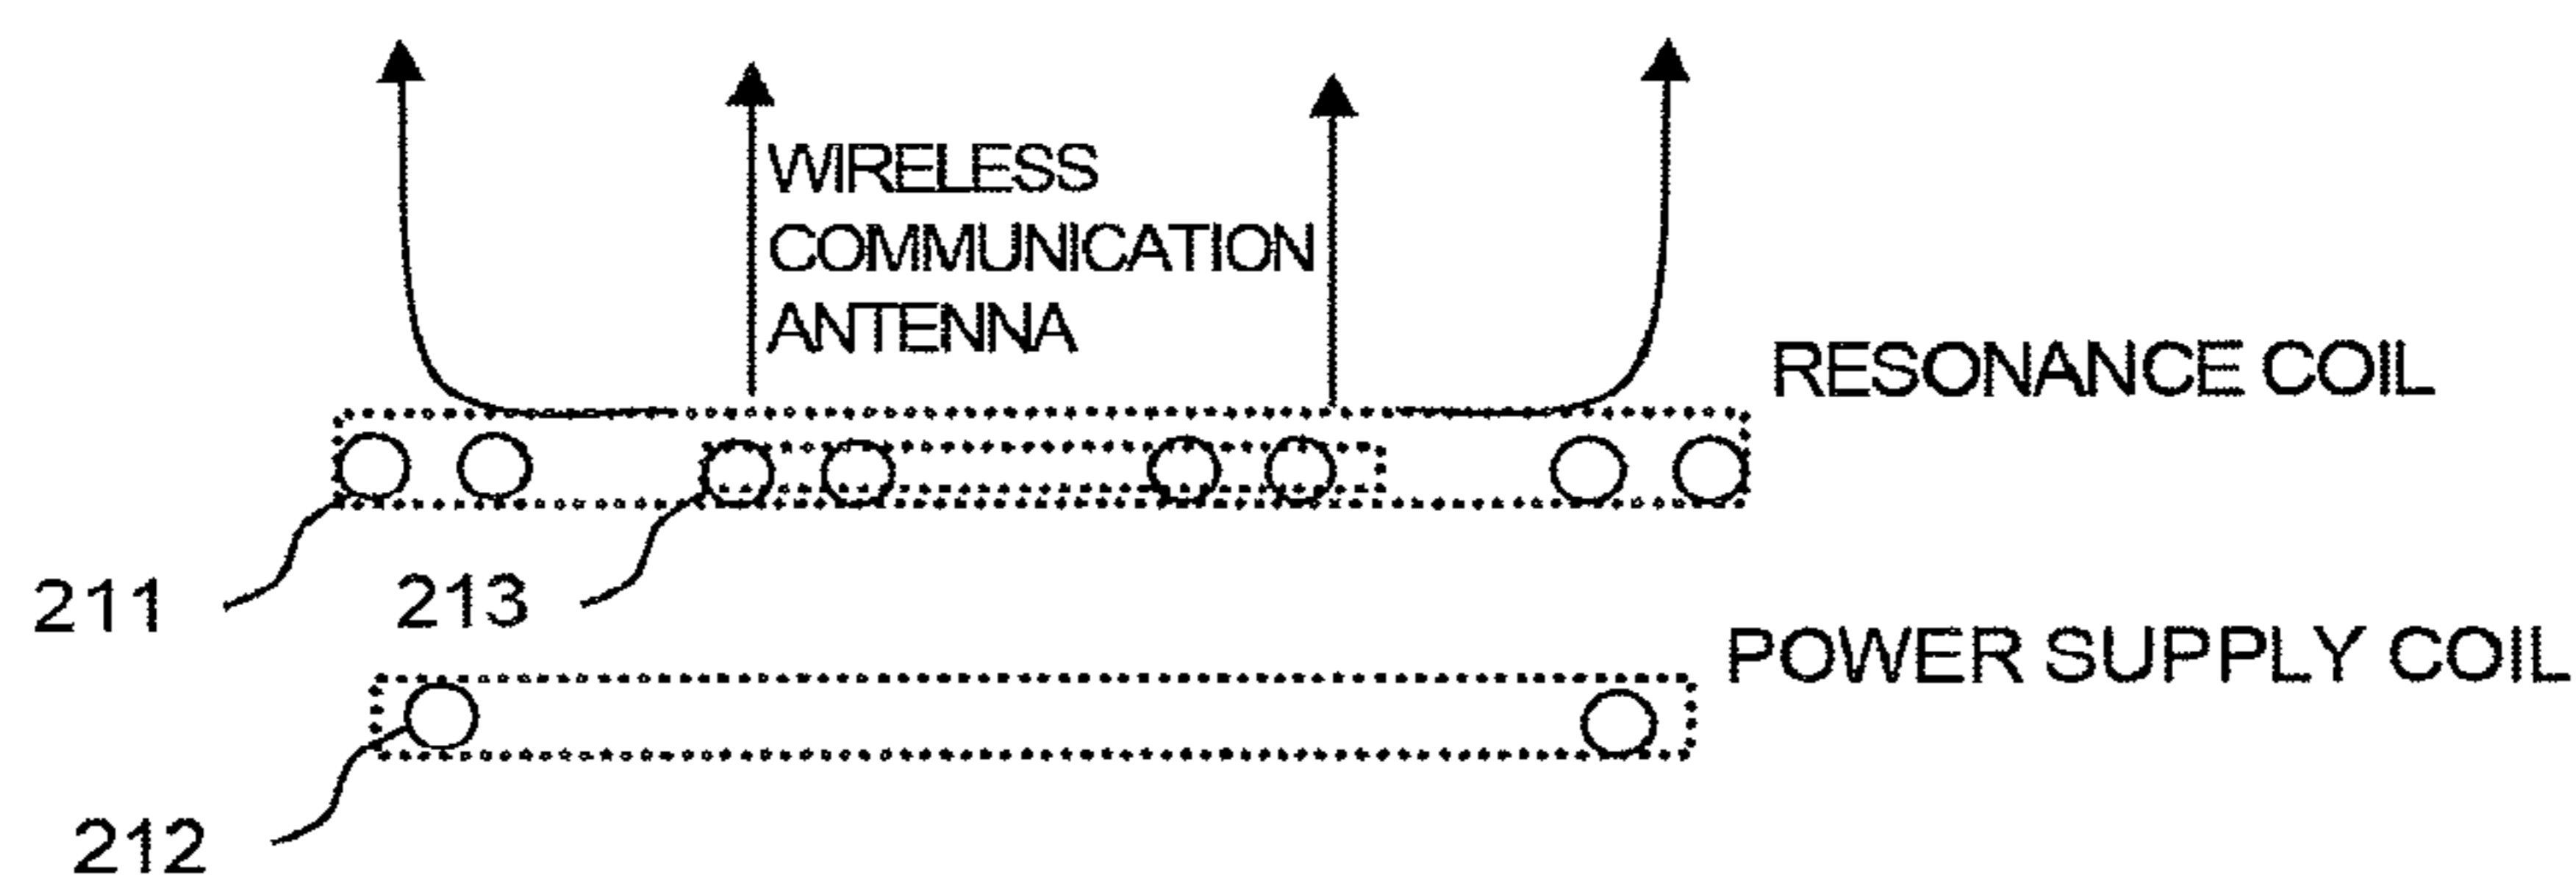 WIRELESS
COMMUNICATION
ANTENNA
RESONANCE COIL
211
213
POWER SUPPLY COIL
212